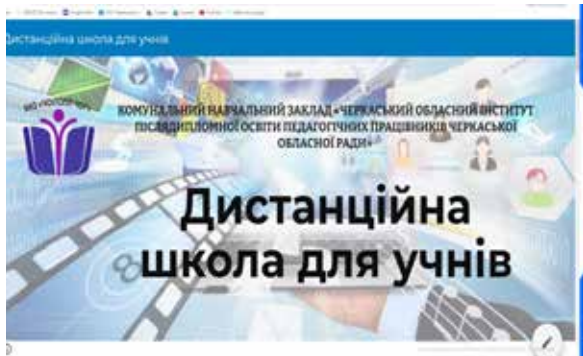 Дистанційна школа для учнів
КОМУНАЛЬНИЙ НАВЧАЛЬНИЙ ЗАКЛАД «ЧЕРКАСЬКИЙ ОБЛАСНИЙ ІНСТИТУТ
ПІСЛЯДИПЛОМНОЇ ОСВІТИ ПЕДАГОГІЧНИХ ПРАЦІВНИКІВ ЧЕРКАСЬКОЇ
ОБЛАСНОЇ РАДИ»
Дистанційна
школа для учнів